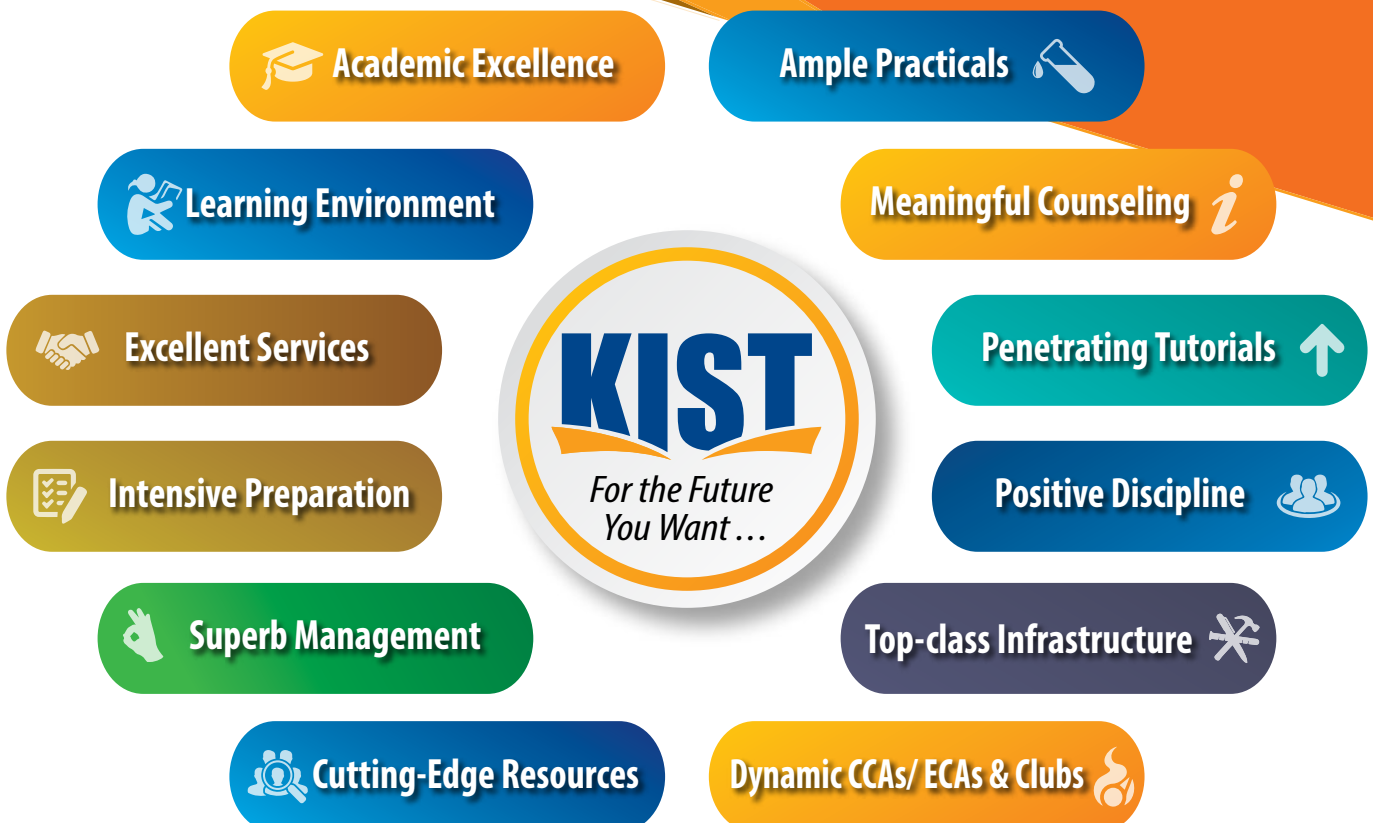 Academic Excellence
Ample Practicals
Learning Environment
Meaningful Counseling
Excellent Services
Penetrating Tutorials
KIST
For the Future
You Want ...
Intensive Preparation
Positive Discipline
Superb Management
Top-class Infrastructure
Cutting-Edge Resources
Dynamic CCAs/ ECAs & Clubs